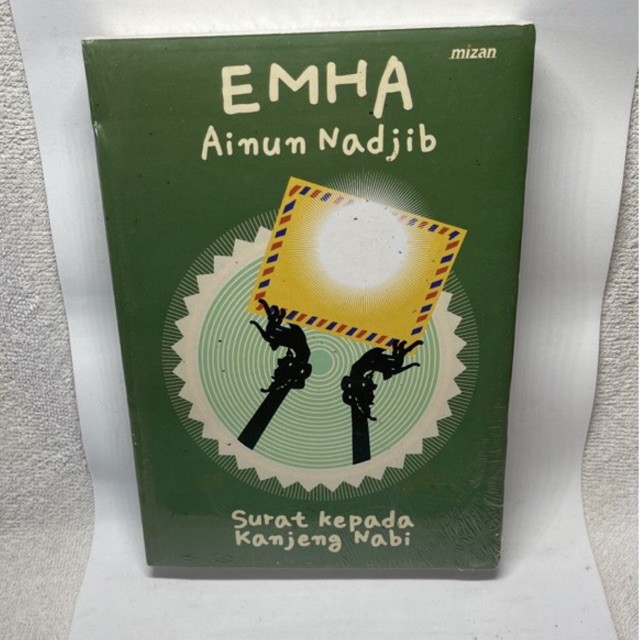 mizan
EMHA
Ainun Nadjib
Surat kepada
Kanjeng Nabi